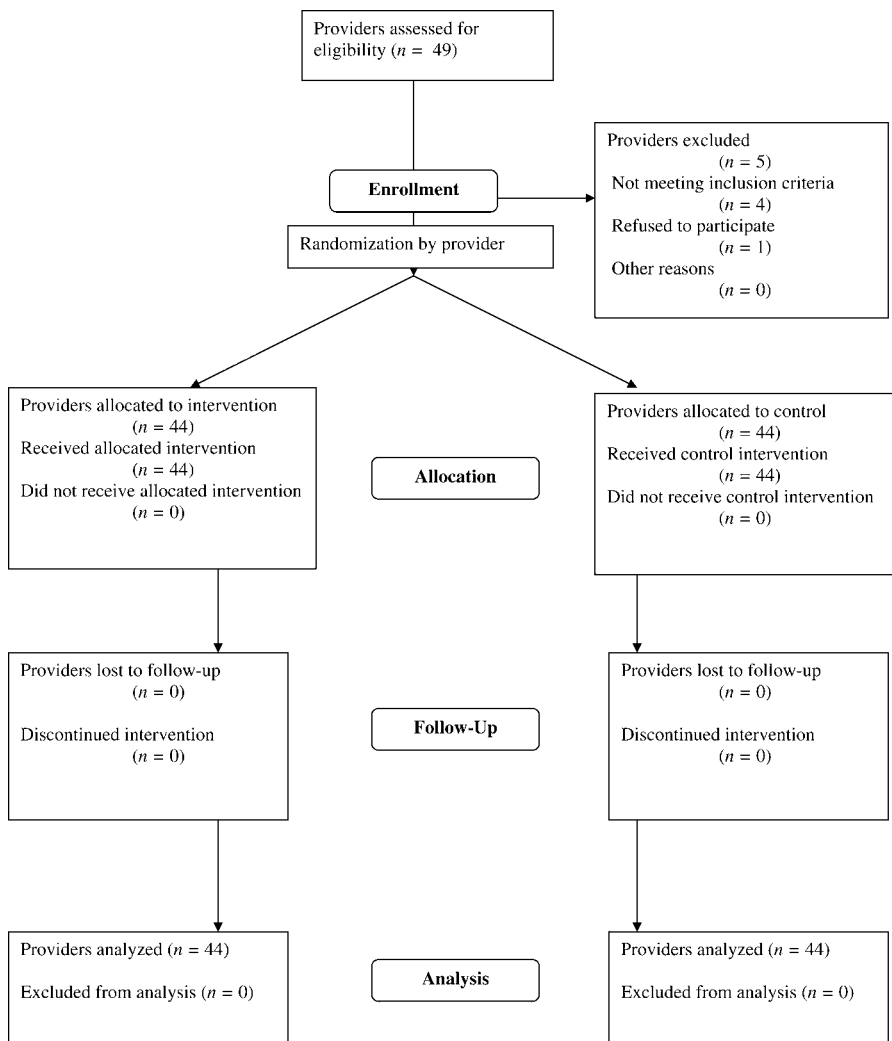 Providers assessed for
eligibility (n = 49)
Providers excluded
(n = 5)
Not meeting inclusion criteria
(n = 4)
Refused to participate
(n = 1)
Other reasons
(n = 0)
Enrollment
Randomization by provider
Providers allocated to intervention
(n = 44)
Received allocated intervention
(n = 44)
Did not receive allocated intervention
(n = 0)
Allocation
Providers allocated to control
(n = 44)
Received control intervention
(n = 44)
Did not receive control intervention
(n = 0)
Providers lost to follow-up
(n = 0)
Discontinued intervention
(n = 0)
Follow-Up
Providers lost to follow-up
(n = 0)
Discontinued intervention
(n = 0)
Providers analyzed (n = 44)
Excluded from analysis (n = 0)
Analysis
Providers analyzed (n = 44)
Excluded from analysis (n = 0)